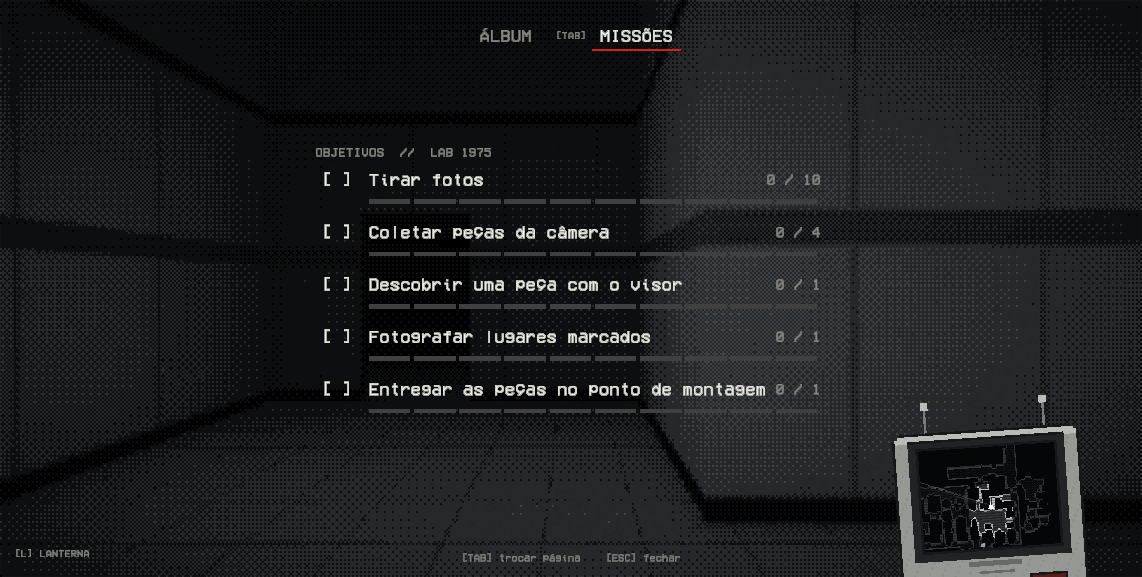 ÁLBUM [TAB] MISSÕES
OBJETIVOS // LAB 1975
[ ] Tirar fotos 0 / 10
[ ] Coletar peças da câmera 0 / 4
[ ] Descobrir uma peça com o visor 0 / 1
[ ] Fotografar lugares marcados 0 / 1
[ ] Entregar as peças no ponto de montagem 0 / 1
[L] LANTERNA
[TAB] trocar página [ESC] fechar